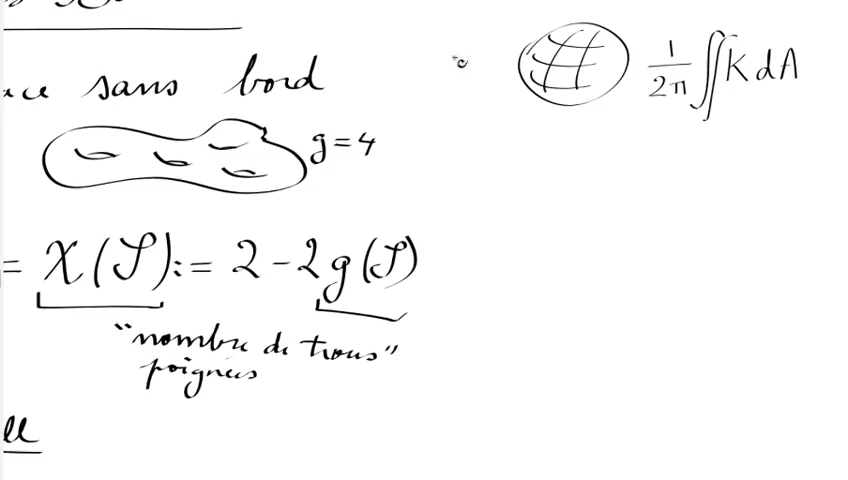 sans bord
g=4
= χ(𝒮) := 2-2g(𝒮)
"nombre de trous"
poignées
1/2π ∬ K dA